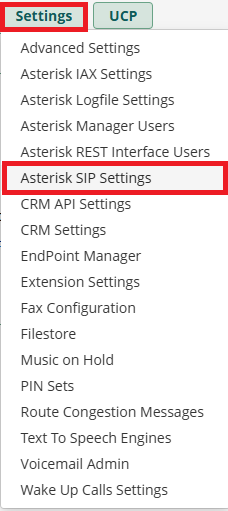 Settings UCP
Advanced Settings
Asterisk IAX Settings
Asterisk Logfile Settings
Asterisk Manager Users
Asterisk REST Interface Users
Asterisk SIP Settings
CRM API Settings
CRM Settings
EndPoint Manager
Extension Settings
Fax Configuration
Filestore
Music on Hold
PIN Sets
Route Congestion Messages
Text To Speech Engines
Voicemail Admin
Wake Up Calls Settings